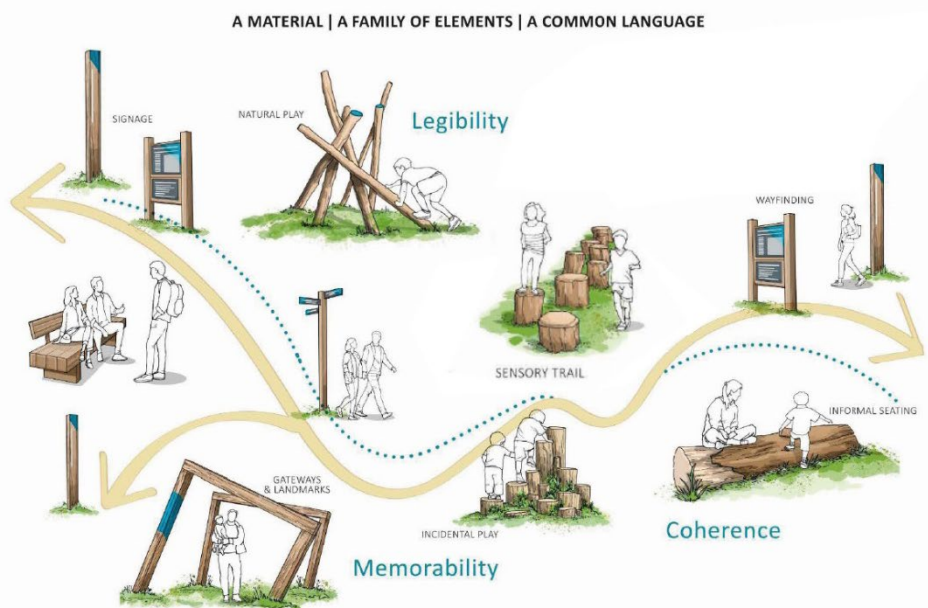 A MATERIAL | A FAMILY OF ELEMENTS | A COMMON LANGUAGE
SIGNAGE
NATURAL PLAY
Legibility
WAYFINDING
SENSORY TRAIL
INFORMAL SEATING
GATEWAYS
& LANDMARKS
INCIDENTAL PLAY
Coherence
Memorability